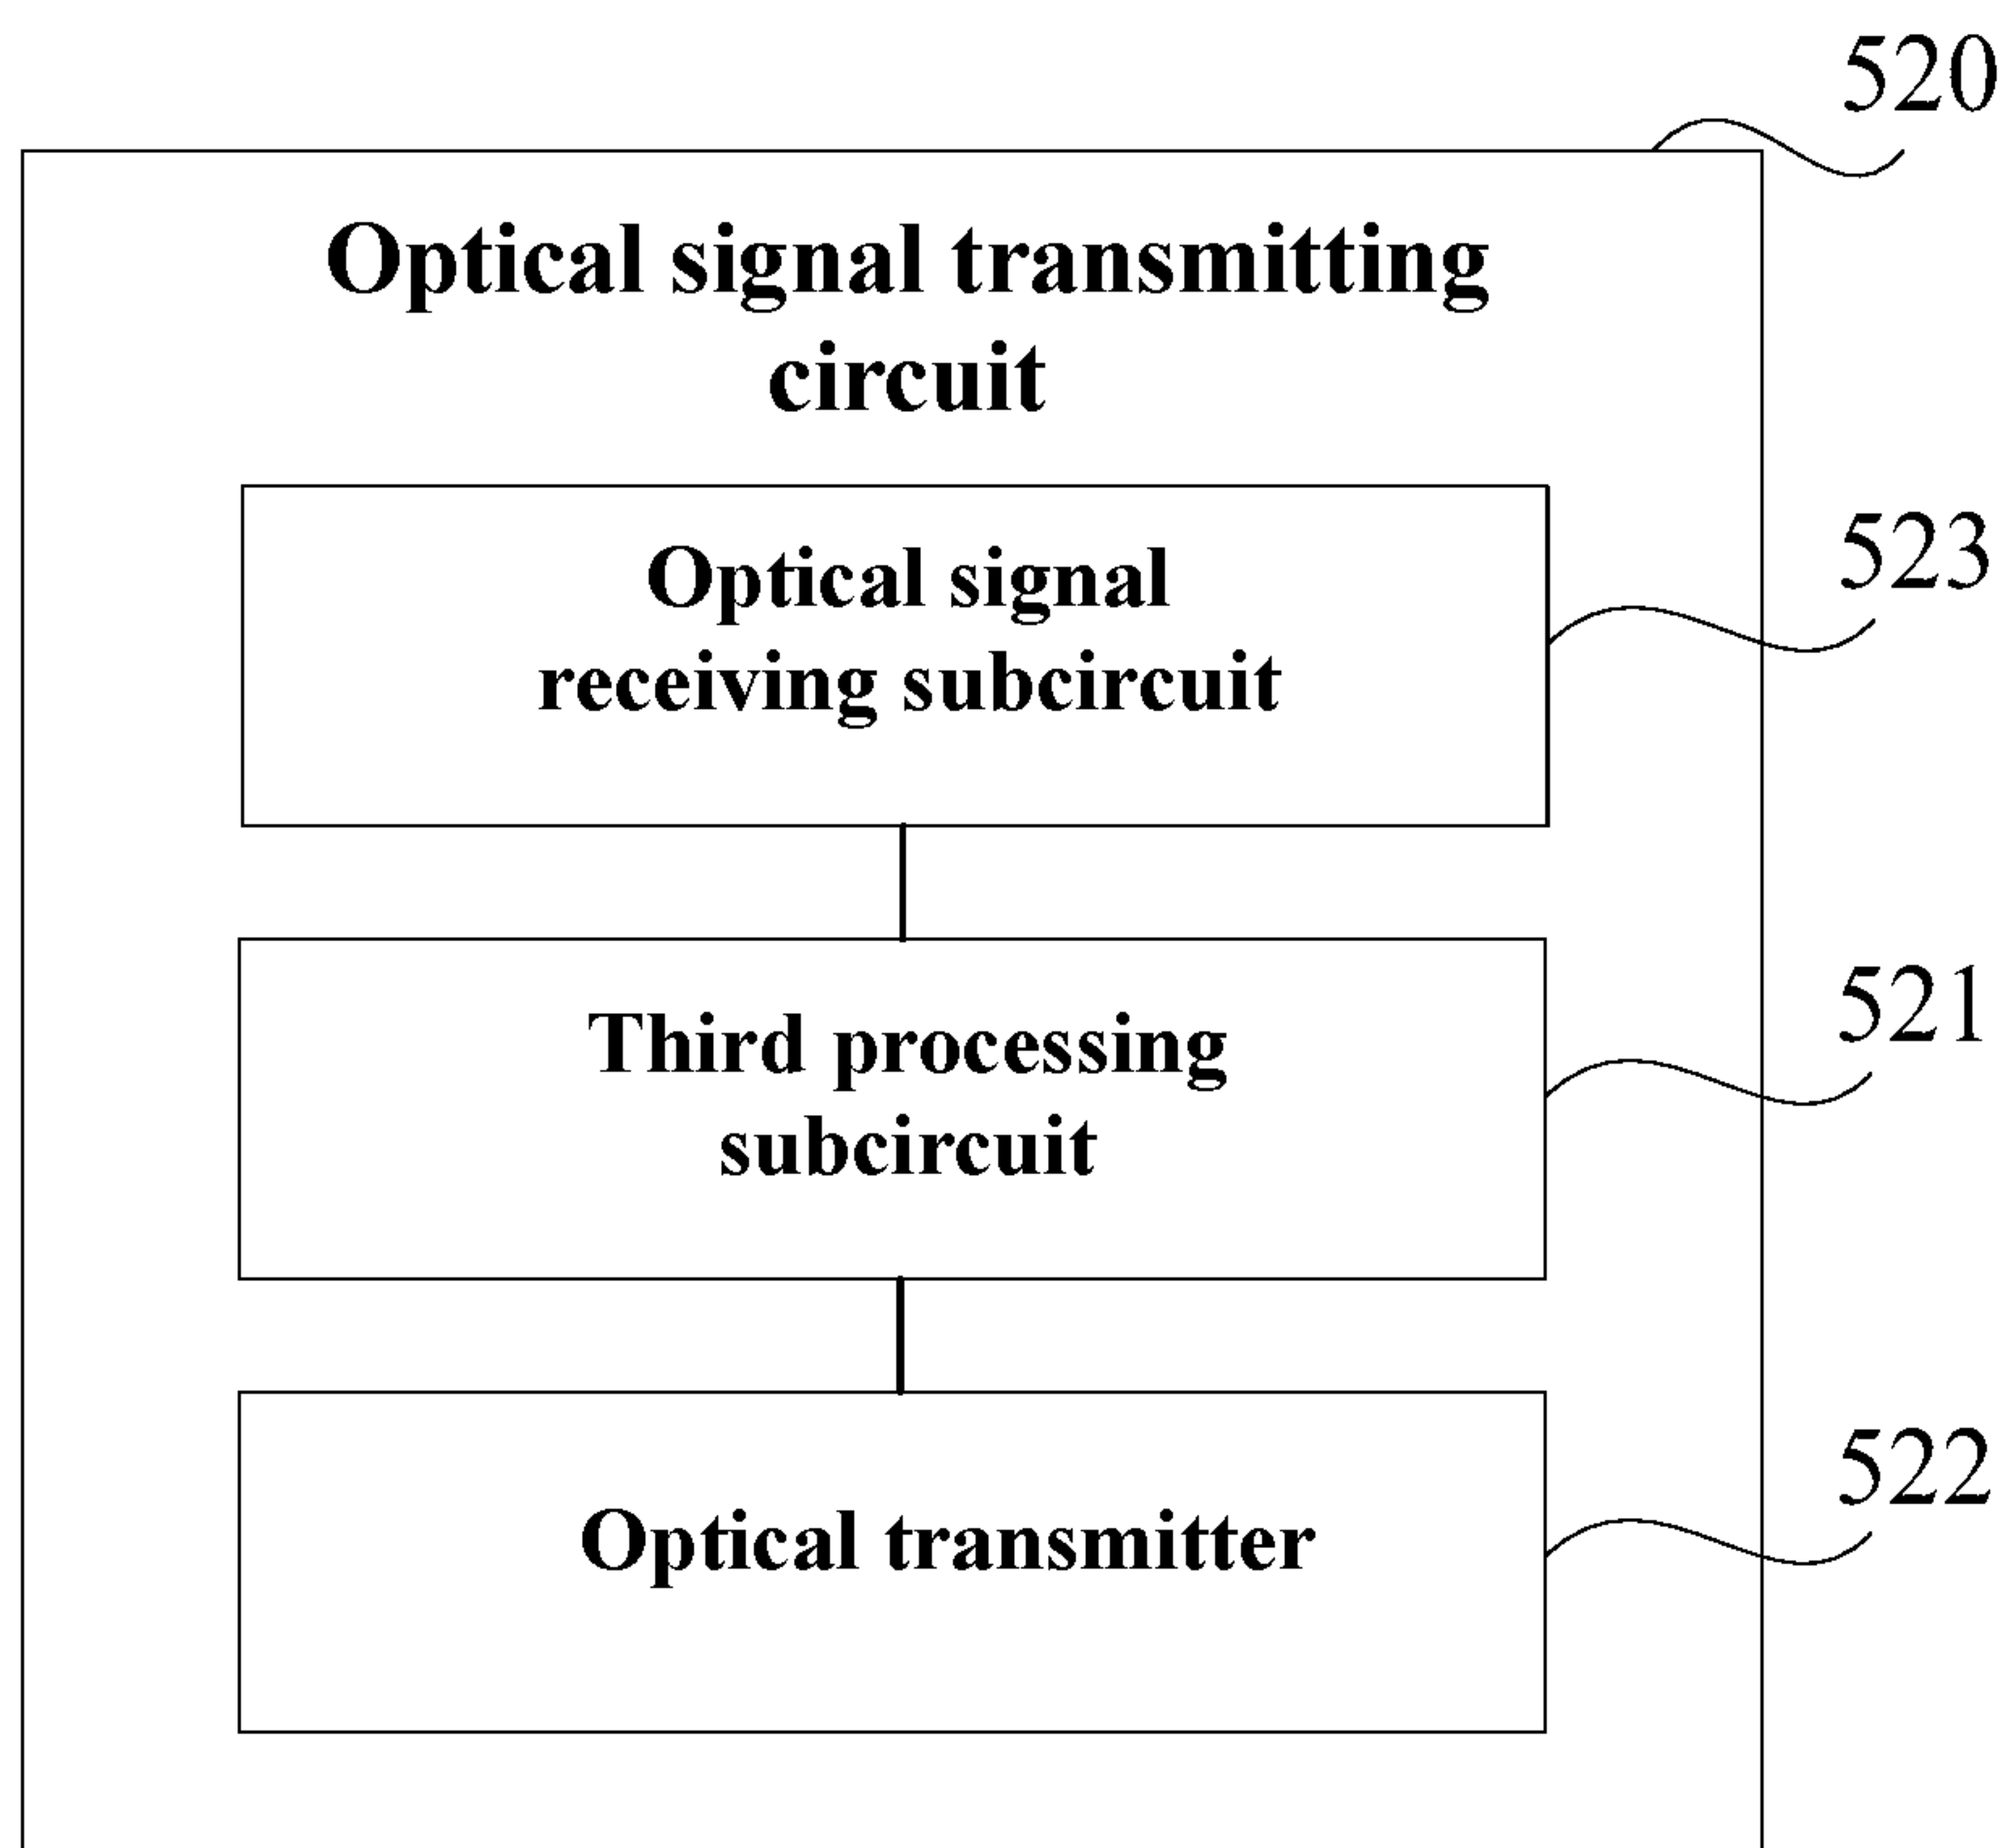 520
Optical signal transmitting
circuit
Optical signal
receiving subcircuit
523
Third processing
subcircuit
521
Optical transmitter
522